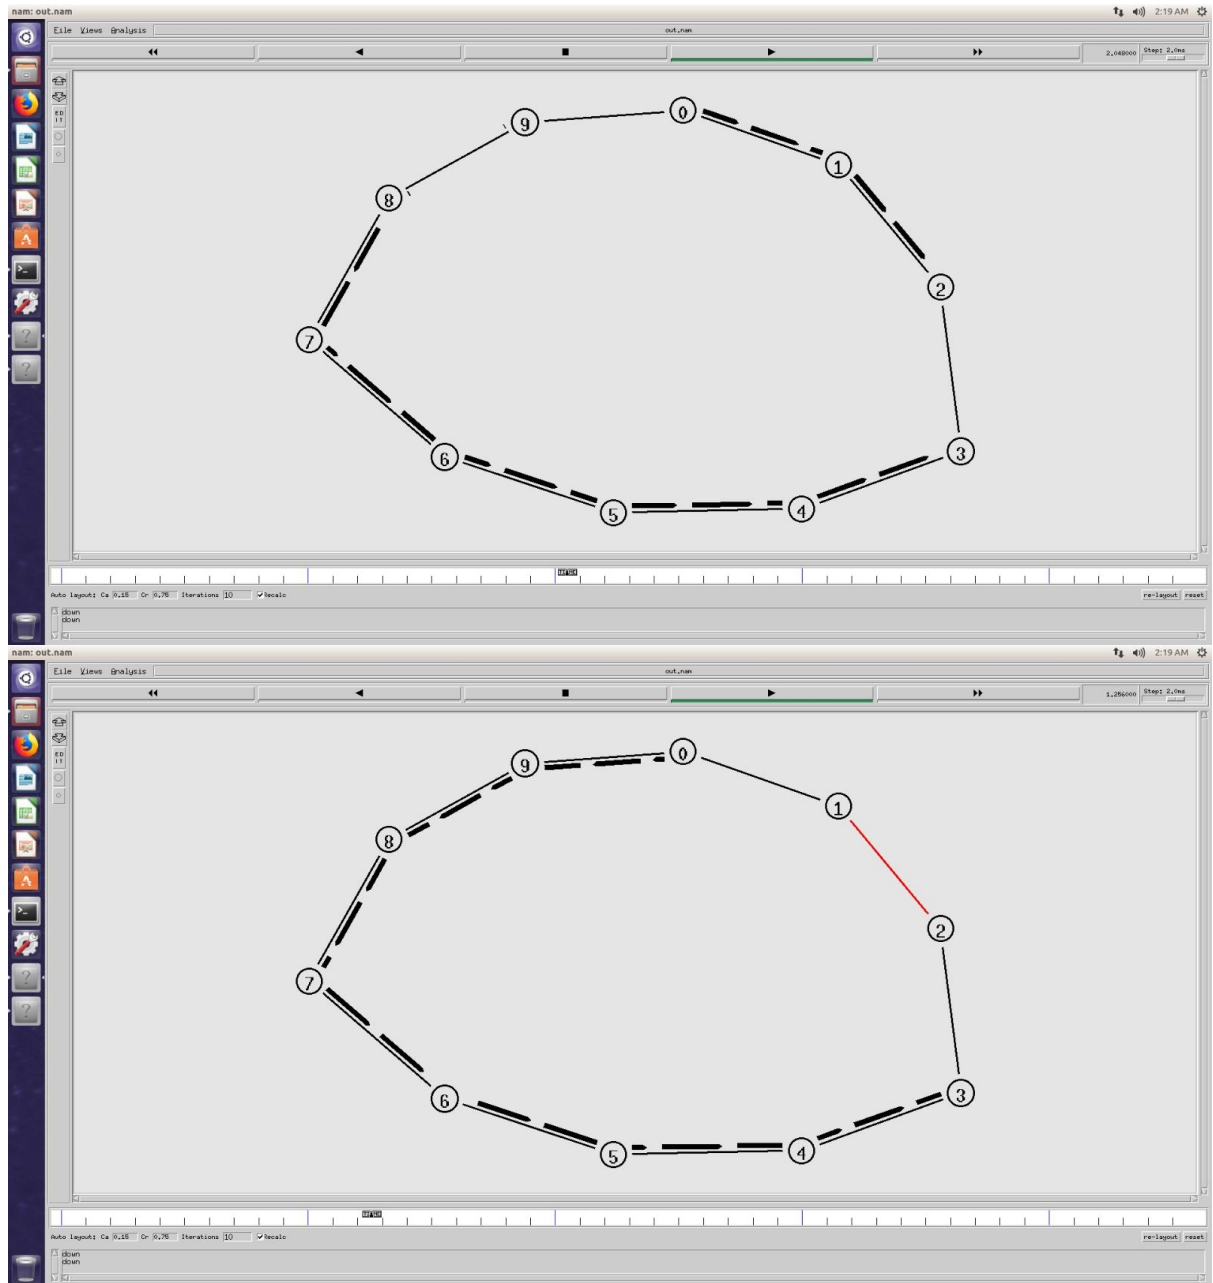 nam: out.nam
2:19 AM
File Views Analysis
out.nam
2.048000
Step: 2.0ms
ED
IT
9
0
1
8
2
7
3
6
4
5
Auto layout: Ca 0.15 Cr 0.75 Iterations 10 Recalc
re-layout reset
down
down
nam: out.nam
2:19 AM
File Views Analysis
out.nam
1.256000
Step: 2.0ms
ED
IT
0
9
1
8
2
7
3
6
4
5
Auto layout: Ca 0.15 Cr 0.75 Iterations 10 Recalc
re-layout reset
down
down